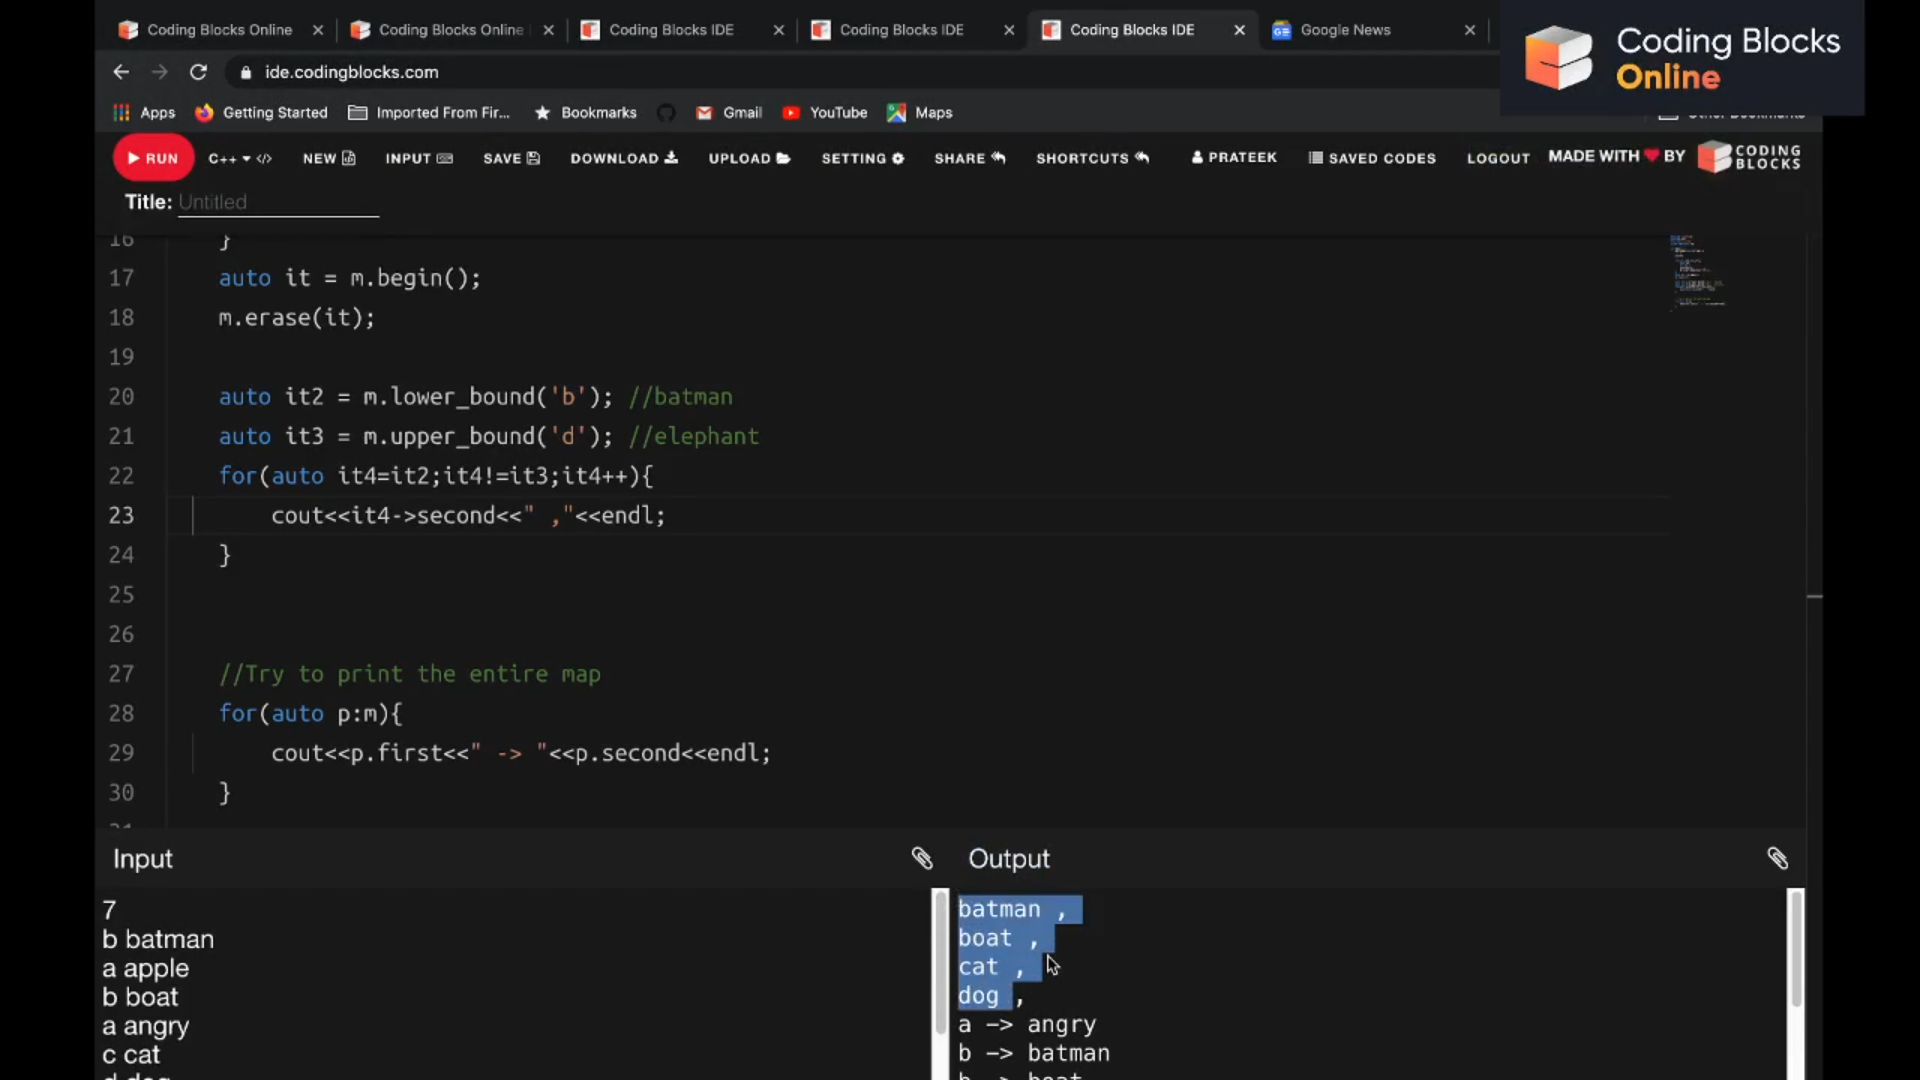 Coding Blocks Online
Coding Blocks Online
Coding Blocks IDE
Coding Blocks IDE
Coding Blocks IDE
Google News
Coding Blocks
Online
ide.codingblocks.com
Apps
Getting Started
Imported From Fir...
Bookmarks
Gmail
YouTube
Maps
RUN
C++
NEW
INPUT
SAVE
DOWNLOAD
UPLOAD
SETTING
SHARE
SHORTCUTS
PRATEEK
SAVED CODES
LOGOUT
MADE WITH BY
CODING
BLOCKS
Title: Untitled
16 }
17 auto it = m.begin();
18 m.erase(it);
19
20 auto it2 = m.lower_bound('b'); //batman
21 auto it3 = m.upper_bound('d'); //elephant
22 for(auto it4=it2;it4!=it3;it4++){
23 cout<<it4->second<<" ,"<<endl;
24 }
25
26
27 //Try to print the entire map
28 for(auto p:m){
29 cout<<p.first<<" -> "<<p.second<<endl;
30 }
Input
7
b batman
a apple
b boat
a angry
c cat
d dog
Output
batman ,
boat ,
cat ,
dog ,
a -> angry
b -> batman
b -> boat